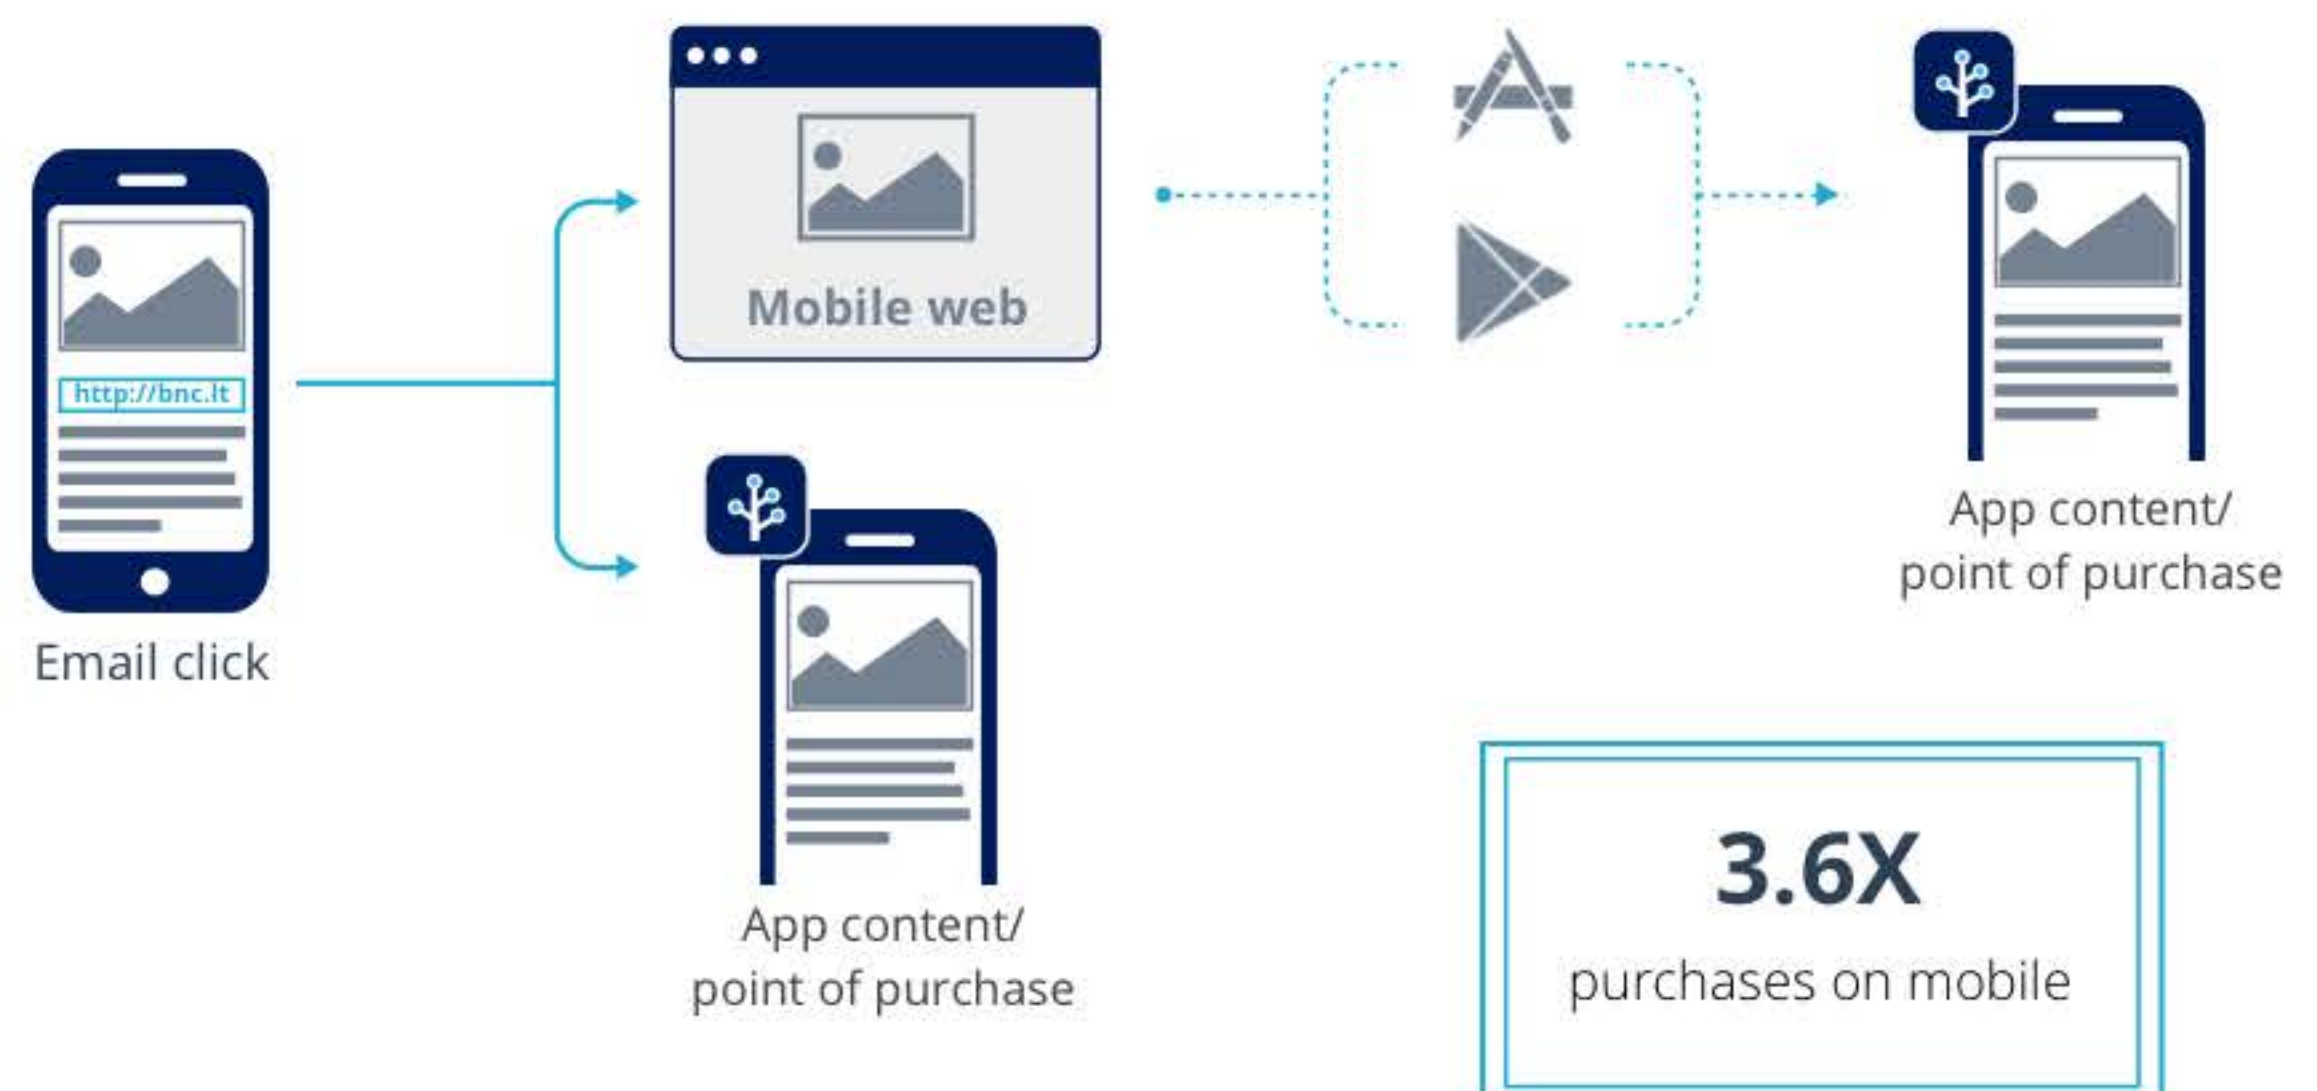 http://bnc.lt
Email click
Mobile web
App content/
point of purchase
App content/
point of purchase
3.6X
purchases on mobile